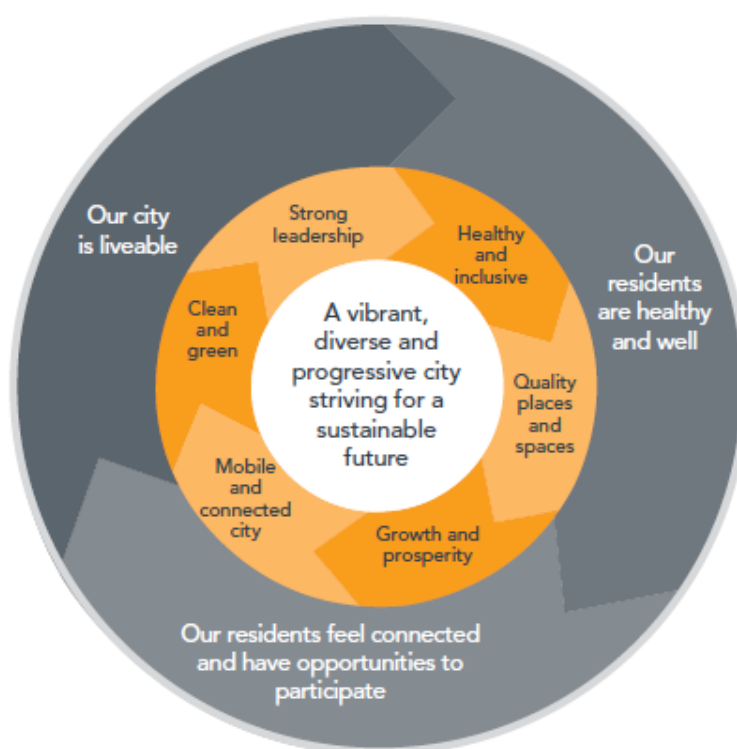 Our city
is liveable
Strong
leadership
Healthy
and
inclusive
Our
residents
are healthy
and well
Clean
and
green
A vibrant,
diverse and
progressive city
striving for a
sustainable
future
Quality
places
and
spaces
Mobile
and
connected
city
Growth and
prosperity
Our residents feel connected
and have opportunities to
participate